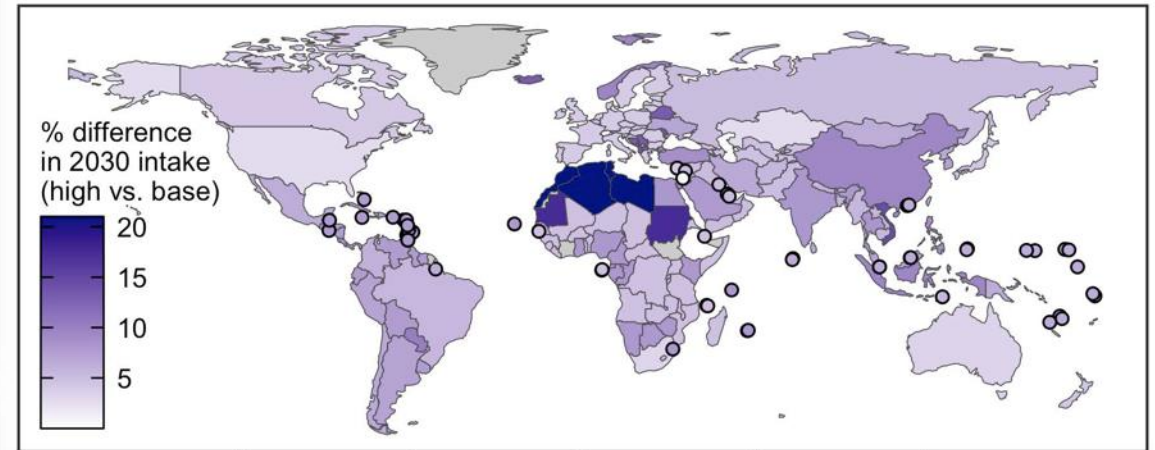 % difference
in 2030 intake
(high vs. base)
20
15
10
5